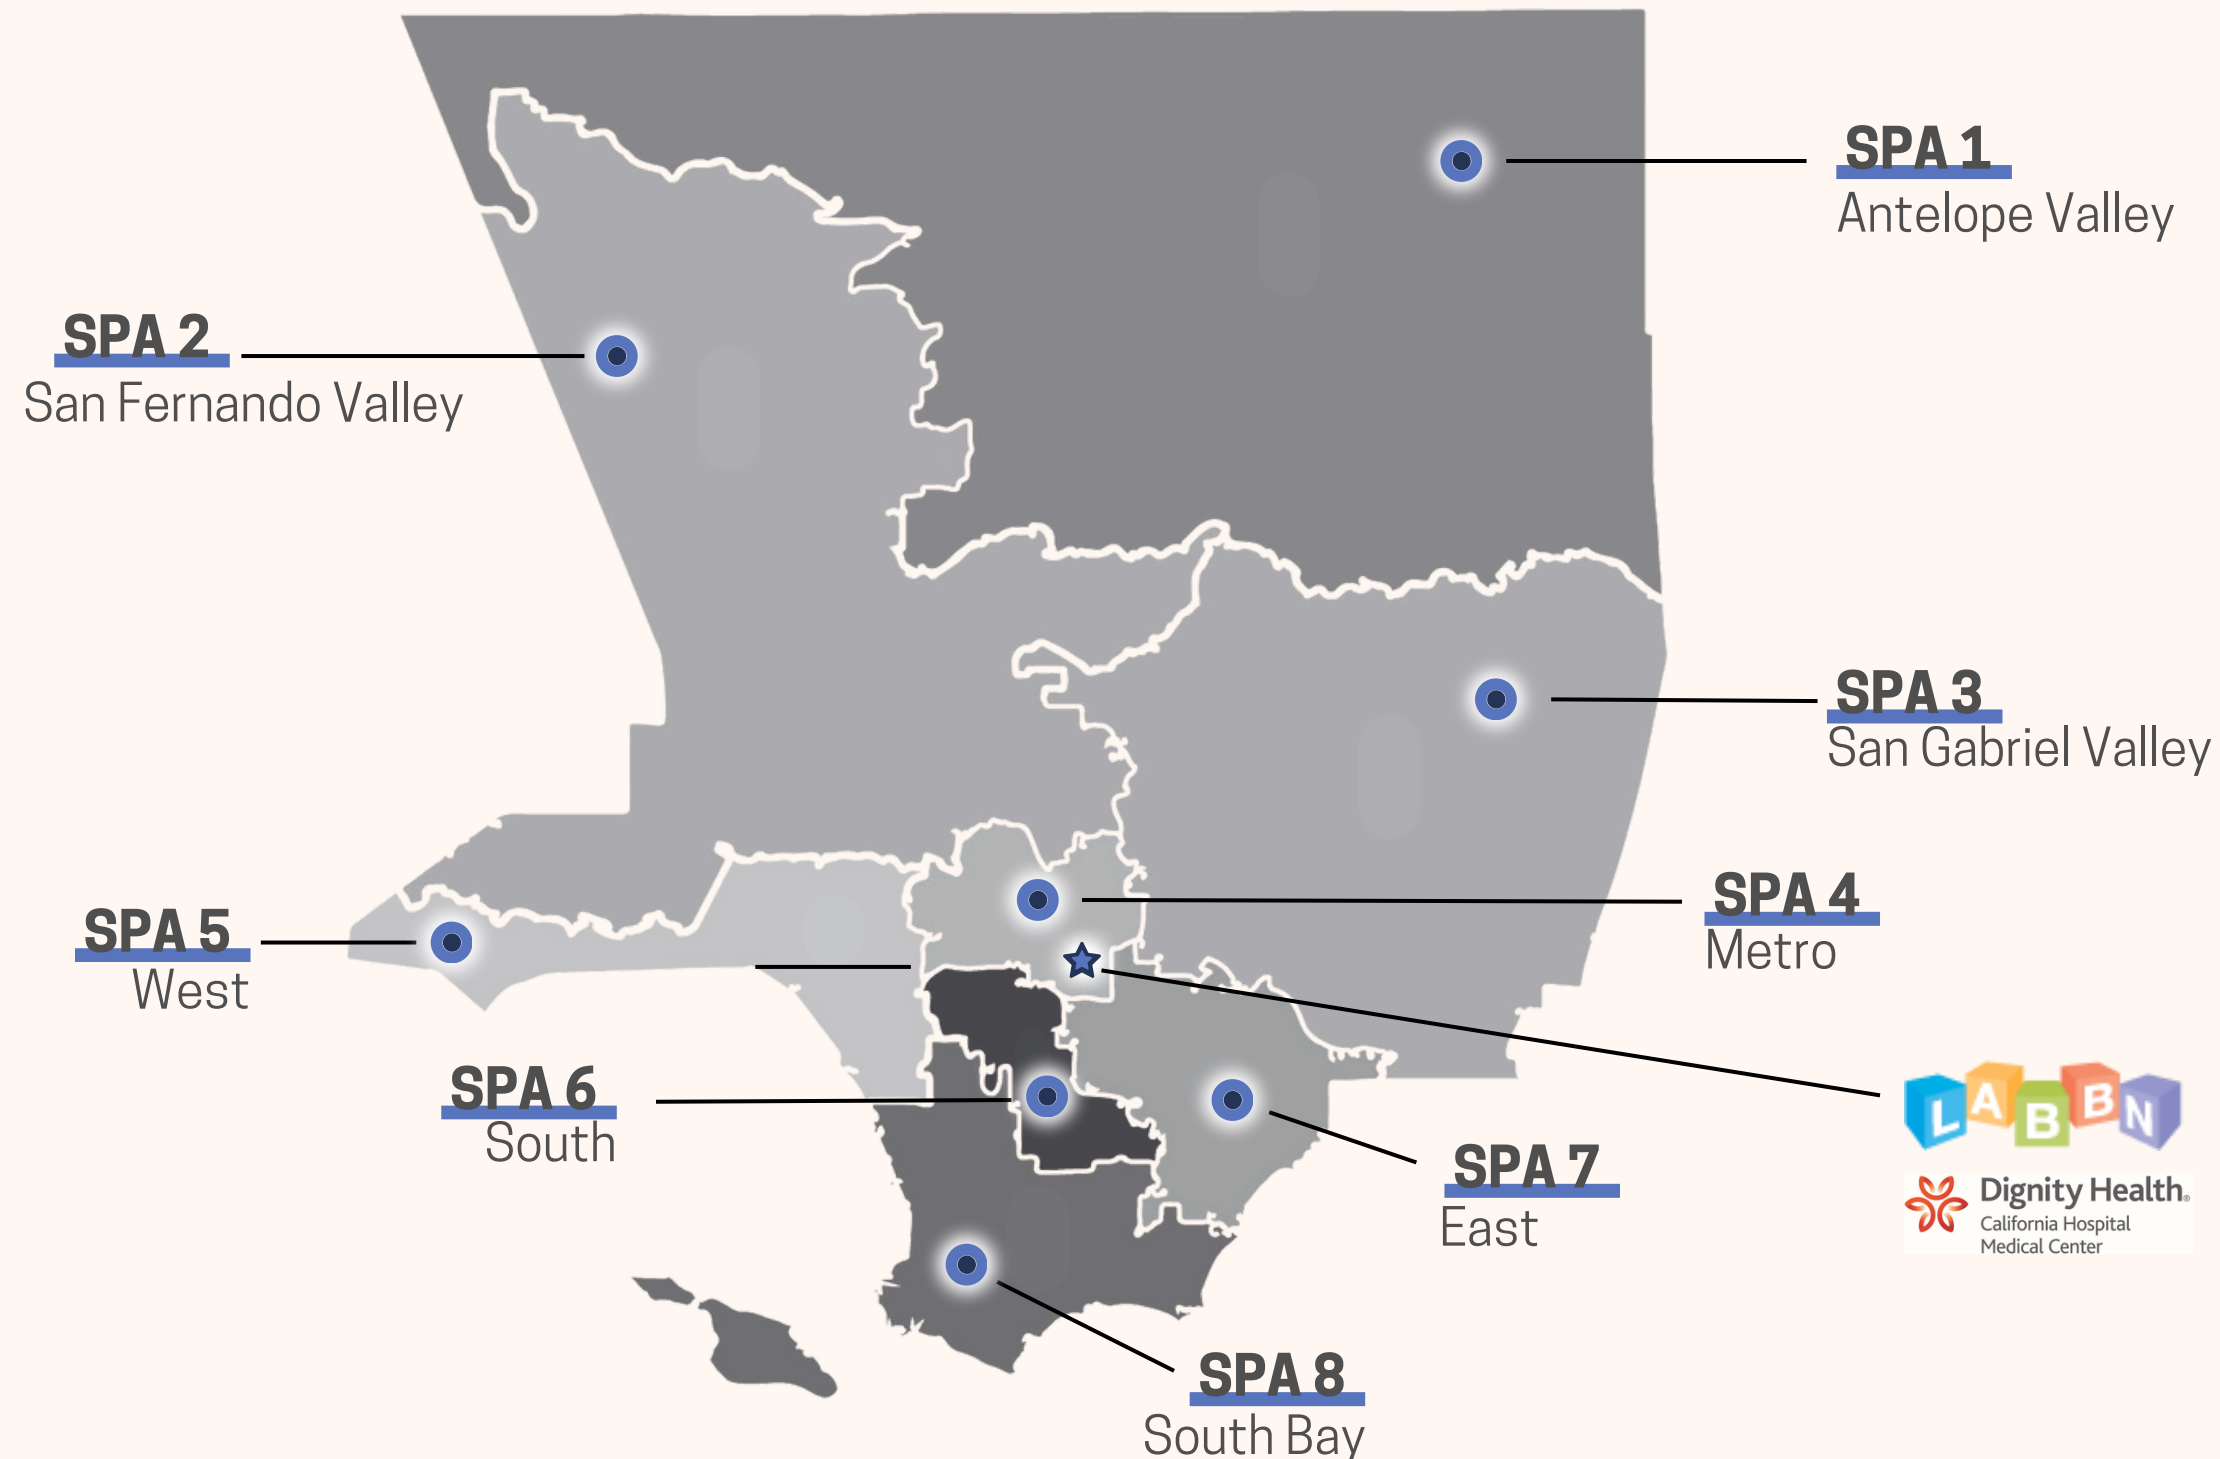 SPA 1
Antelope Valley
SPA 2
San Fernando Valley
SPA 3
San Gabriel Valley
SPA 4
Metro
SPA 5
West
SPA 6
South
LABBN
Dignity Health®
California Hospital
Medical Center
SPA 7
East
SPA 8
South Bay